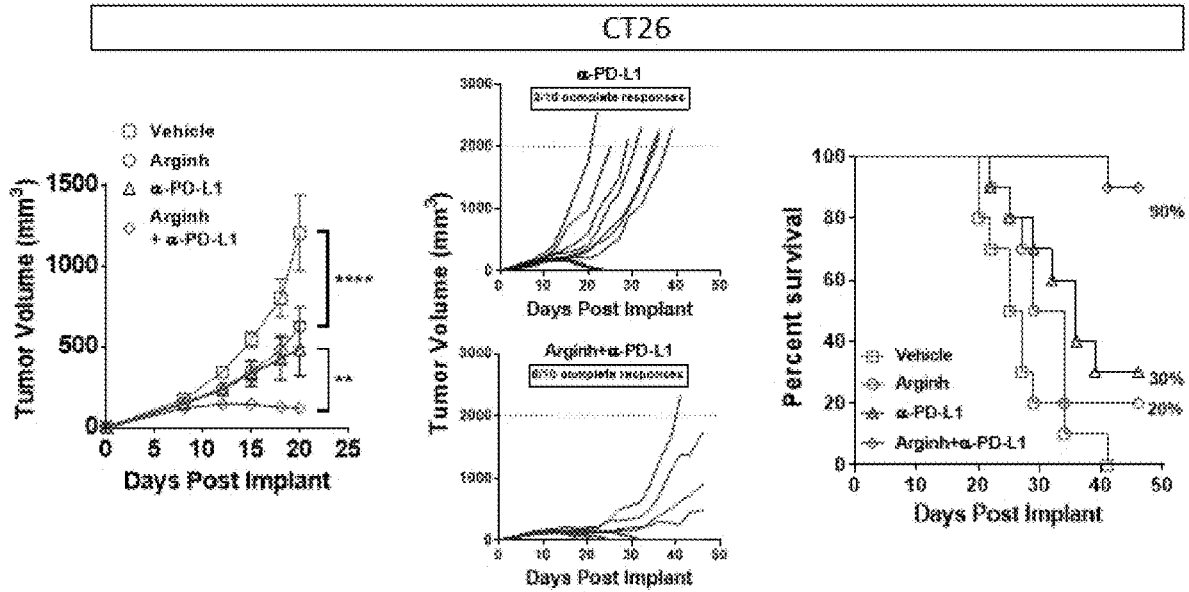 CT26
Vehicle
Arginh
α-PD-L1
Arginh
+ α-PD-L1
Tumor Volume (mm³)
1500
1000
500
0
0 5 10 15 20 25
Days Post Implant
****
**
α-PD-L1
complete responses
3000
2000
1000
0
0 10 20 30 40 50
Days Post Implant
Tumor Volume (mm³)
Arginh+α-PD-L1
complete responses
3000
2000
1000
0
0 10 20 30 40 50
Days Post Implant
Percent survival
100
80
60
40
20
0
0 10 20 30 40 50
Days Post Implant
90%
30%
20%
Vehicle
Arginh
α-PD-L1
Arginh+α-PD-L1